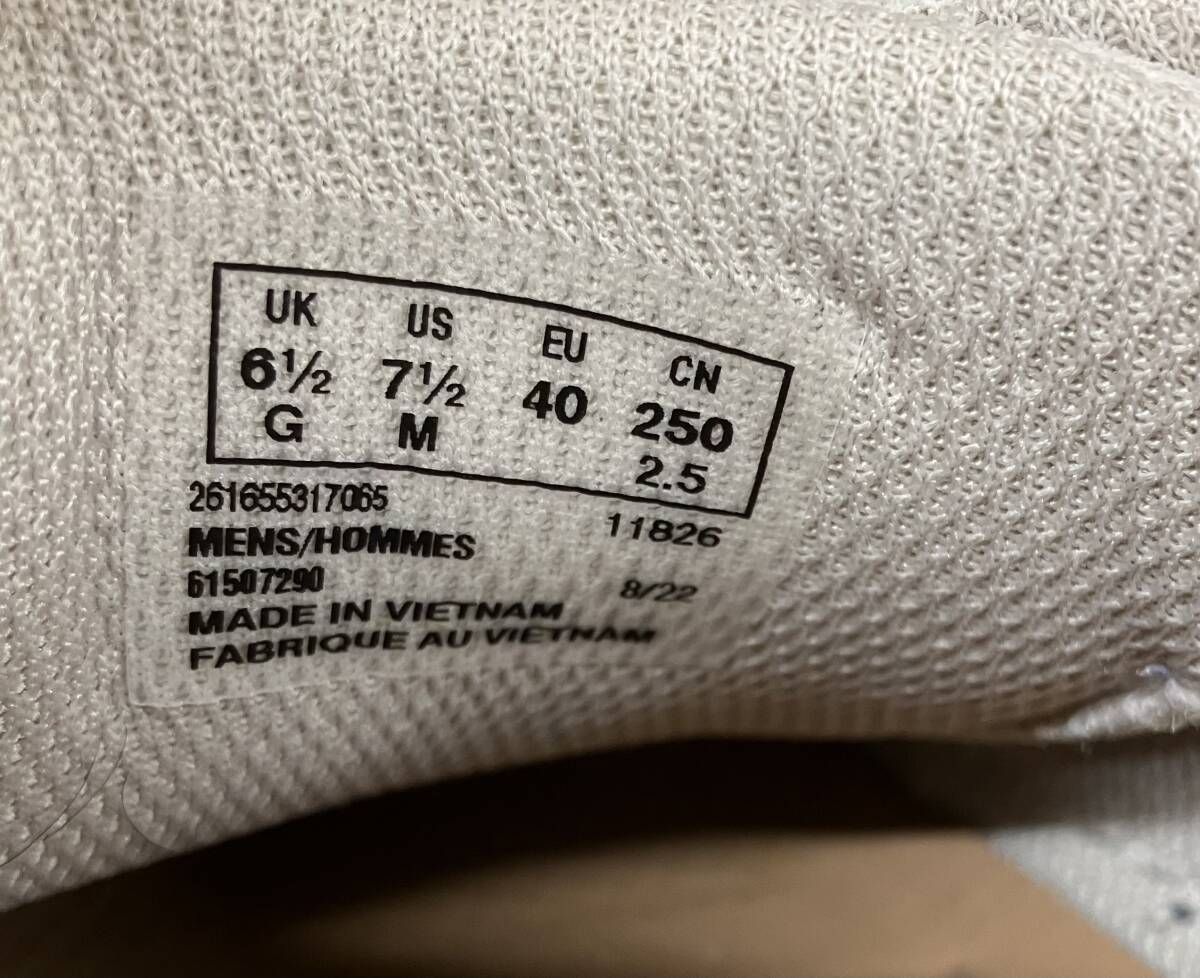 UK US EU CN
6½ 7½ 40 250
G M 2.5
261655317065 11826
MENS/HOMMES
61507290 8/22
MADE IN VIETNAM
FABRIQUE AU VIETNAM